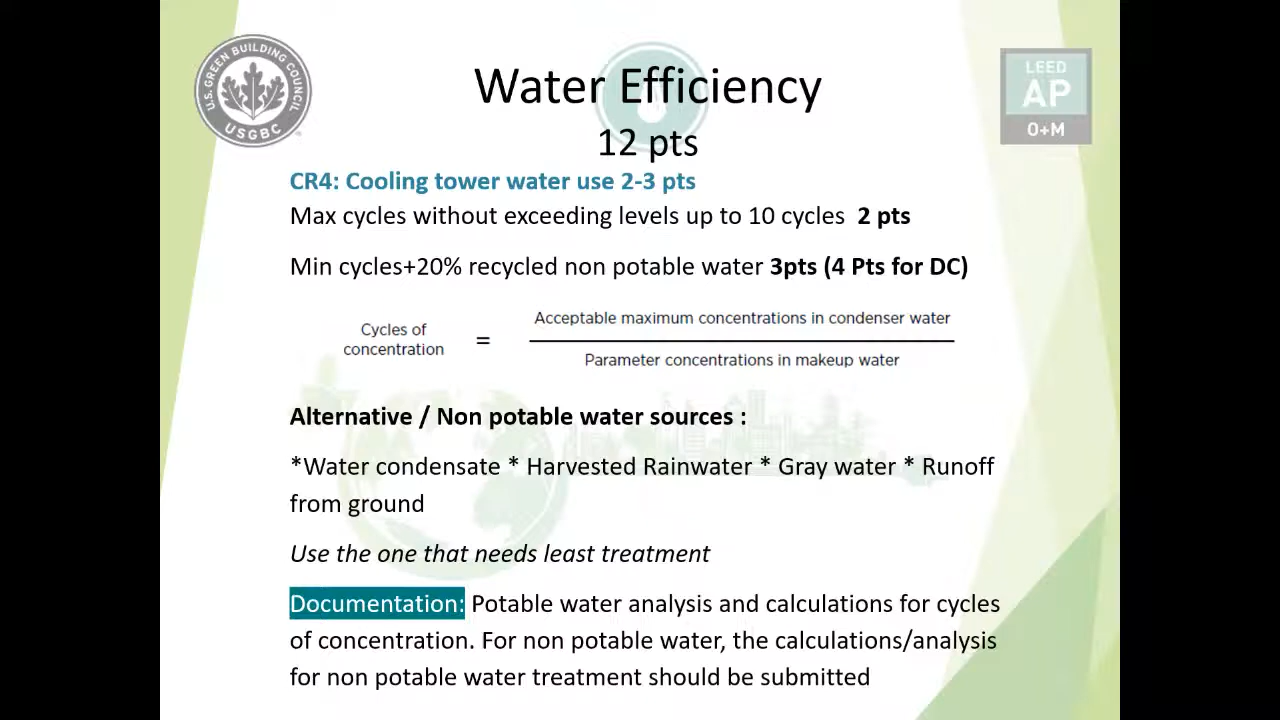 U.S. GREEN BUILDING COUNCIL
USGBC
LEED
AP
O+M
Water Efficiency
12 pts
CR4: Cooling tower water use 2-3 pts
Max cycles without exceeding levels up to 10 cycles 2 pts
Min cycles+20% recycled non potable water 3pts (4 Pts for DC)
Cycles of
concentration
=
Acceptable maximum concentrations in condenser water
Parameter concentrations in makeup water
Alternative / Non potable water sources :
*Water condensate * Harvested Rainwater * Gray water * Runoff
from ground
Use the one that needs least treatment
Documentation: Potable water analysis and calculations for cycles
of concentration. For non potable water, the calculations/analysis
for non potable water treatment should be submitted